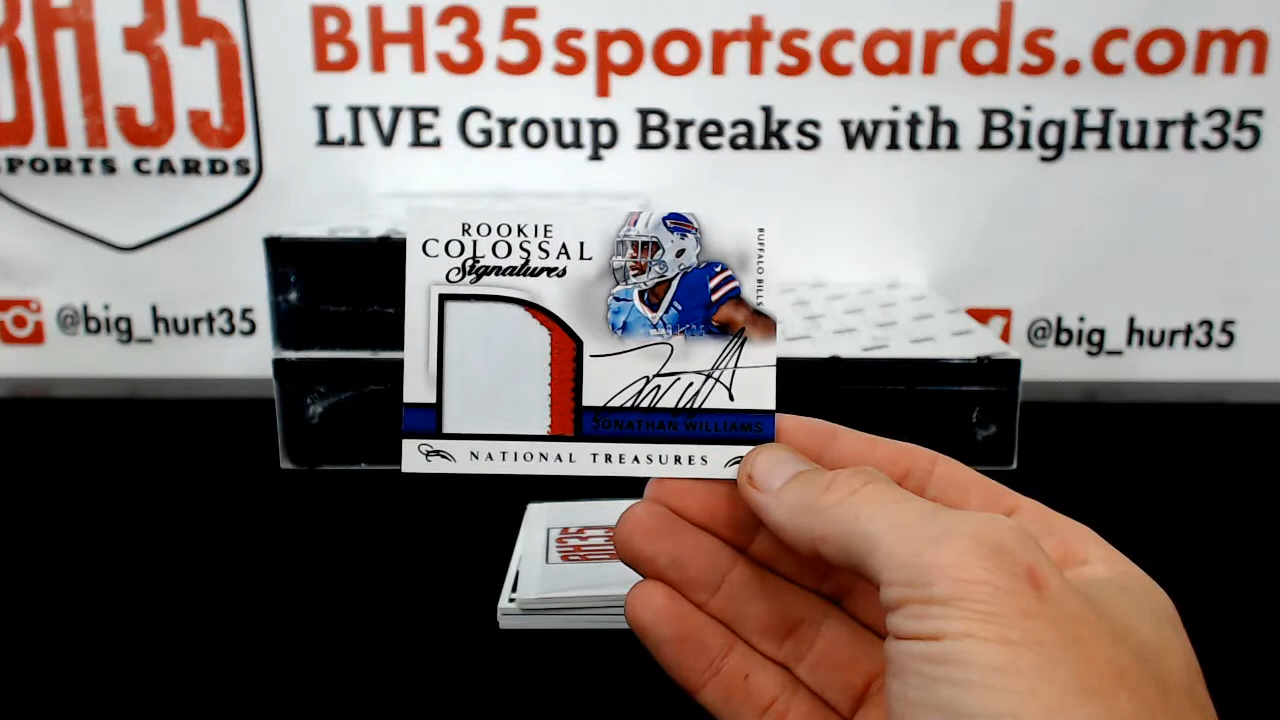 BH35
SPORTS CARDS
BH35sportscards.com
LIVE Group Breaks with BigHurt35
@big_hurt35
@big_hurt35
ROOKIE
COLOSSAL
Signatures
BUFFALO BILLS
JONATHAN WILLIAMS
NATIONAL TREASURES
BH35